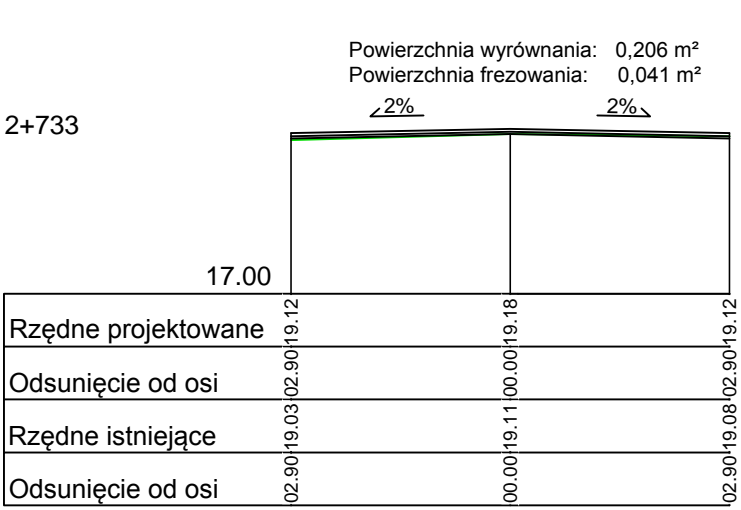 Powierzchnia wyrównania: 0,206 m²
Powierzchnia frezowania: 0,041 m²
2% 2%
2+733
17.00
Rzędne projektowane 19.12 19.18 19.12
Odsunięcie od osi 02.90 00.00 02.90
Rzędne istniejące 19.03 19.11 19.08
Odsunięcie od osi 02.90 00.00 02.90